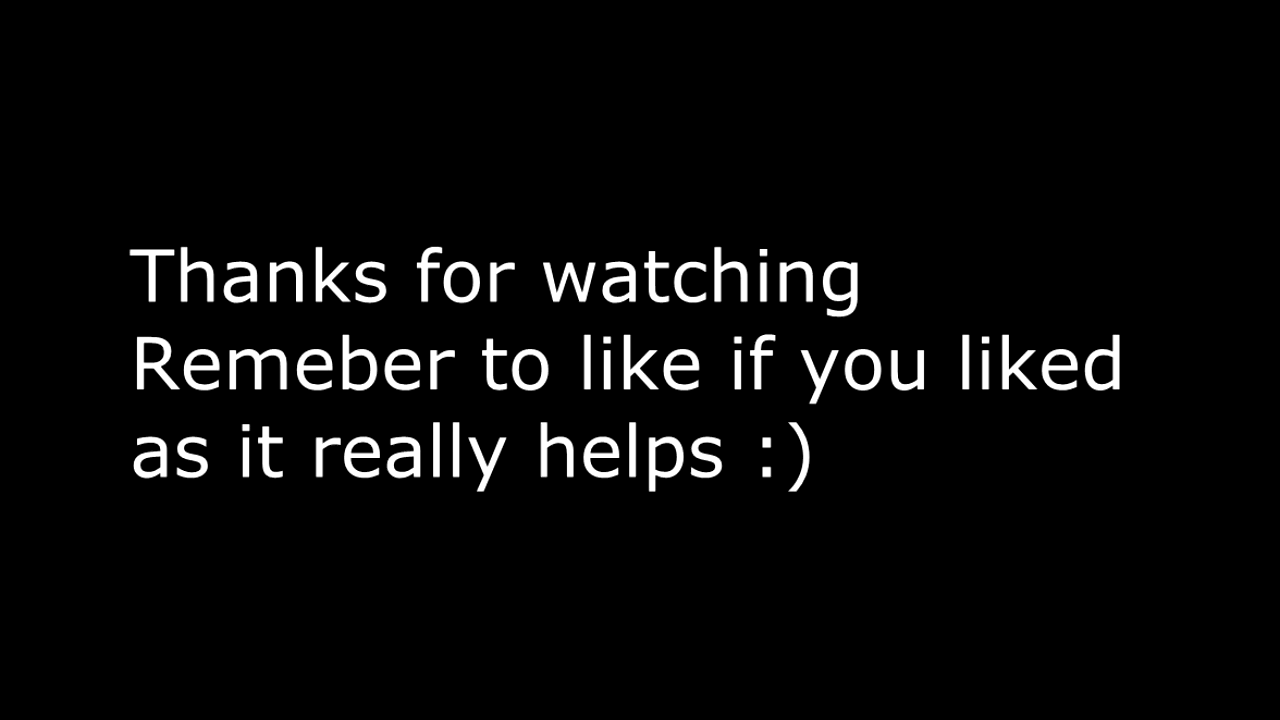 Thanks for watching
Remeber to like if you liked
as it really helps :)